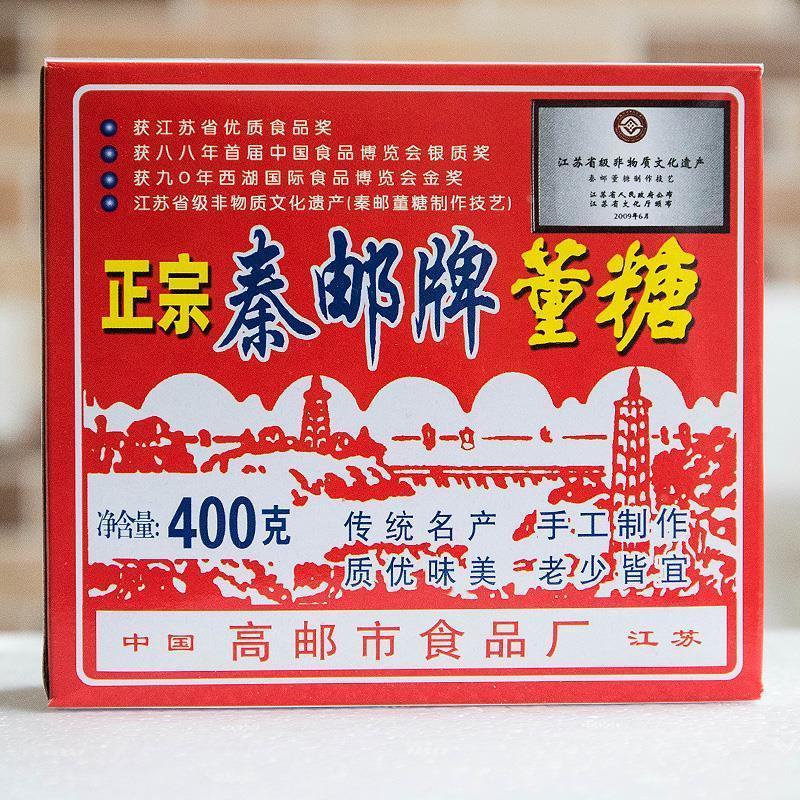 获江苏省优质食品奖
获八八年首届中国食品博览会银质奖
获九〇年西湖国际食品博览会金奖
江苏省级非物质文化遗产(秦邮董糖制作技艺)
江苏省级非物质文化遗产
秦邮董糖制作技艺
江苏省人民政府公布
江苏省文化厅颁布
2009年6月
正宗秦邮牌董糖
净含量:400克
传统名产 手工制作
质优味美 老少皆宜
中国 高邮市食品厂 江苏